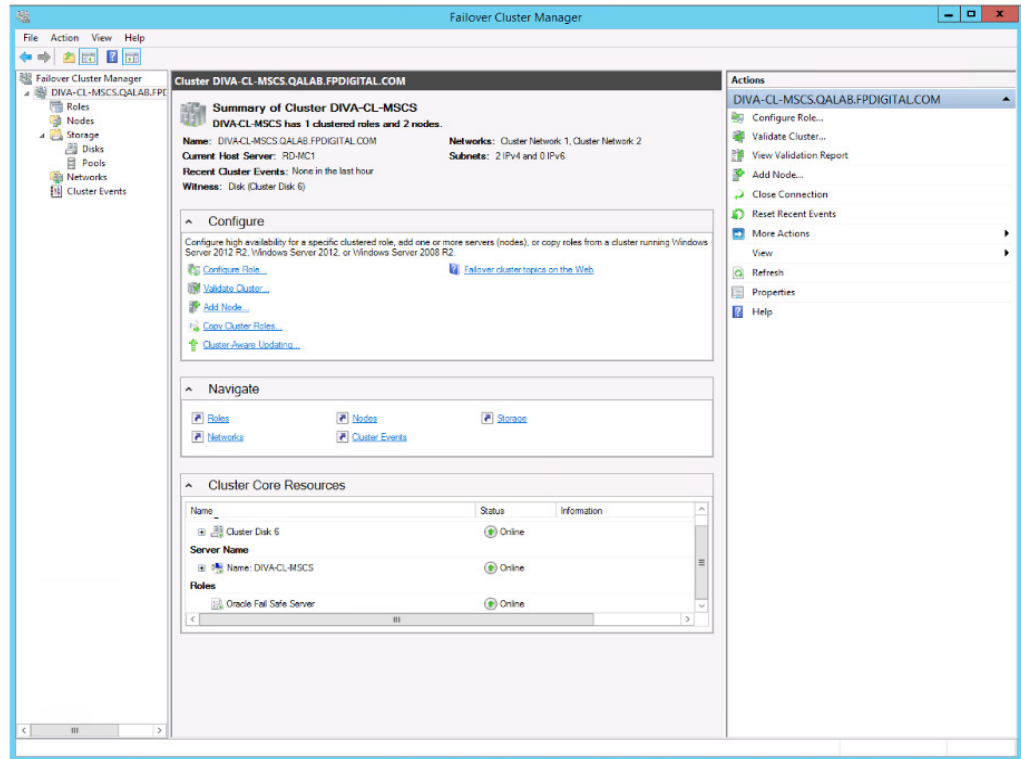 Failover Cluster Manager
File Action View Help
Failover Cluster Manager
DIVA-CL-MSCS.QALAB.FPD
Roles
Nodes
Storage
Disks
Pools
Networks
Cluster Events
Cluster DIVA-CL-MSCS.QALAB.FPDIGITAL.COM
Summary of Cluster DIVA-CL-MSCS
DIVA-CL-MSCS has 1 clustered roles and 2 nodes.
Name: DIVA-CL-MSCS.QALAB.FPDIGITAL.COM
Networks: Cluster Network 1, Cluster Network 2
Current Host Server: RD-MC1
Subnets: 2 IPv4 and 0 IPv6
Recent Cluster Events: None in the last hour
Witness: Disk (Cluster Disk 6)
Configure
Configure high availability for a specific clustered role, add one or more servers (nodes), or copy roles from a cluster running Windows
Server 2012 R2, Windows Server 2012, or Windows Server 2008 R2.
Configure Role...
Failover cluster topics on the Web
Validate Cluster...
Add Node...
Copy Cluster Roles...
Cluster-Aware Updating...
Navigate
Roles Nodes Storage
Networks Cluster Events
Cluster Core Resources
Name Status Information
Cluster Disk 6 Online
Server Name
Name: DIVA-CL-MSCS Online
Roles
Oracle Fail Safe Server Online
Actions
DIVA-CL-MSCS.QALAB.FPDIGITAL.COM
Configure Role...
Validate Cluster...
View Validation Report
Add Node...
Close Connection
Reset Recent Events
More Actions
View
Refresh
Properties
Help